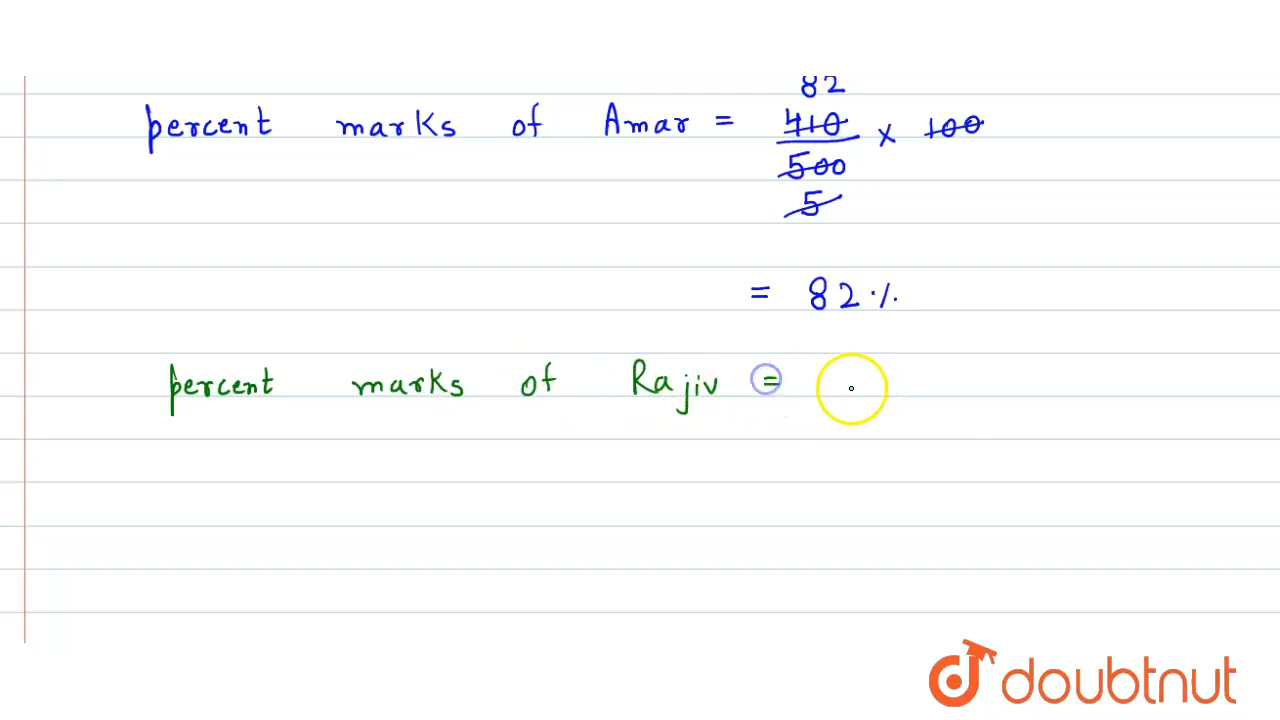 82
percent marks of Amar = 410/500 × 100
5
= 82%
percent marks of Rajiv =
doubtnut